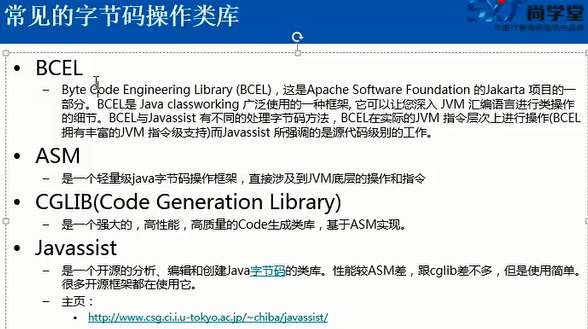 常见的字节码操作类库
尚学堂
• BCEL
– Byte Code Engineering Library (BCEL)，这是Apache Software Foundation 的Jakarta 项目的一
部分。BCEL是 Java classworking 广泛使用的一种框架, 它可以让您深入 JVM 汇编语言进行类操作
的细节。BCEL与Javassist 有不同的处理字节码方法，BCEL在实际的JVM 指令层次上进行操作(BCEL
拥有丰富的JVM 指令级支持)而Javassist 所强调的是源代码级别的工作。
• ASM
– 是一个轻量级java字节码操作框架，直接涉及到JVM底层的操作和指令
• CGLIB(Code Generation Library)
– 是一个强大的，高性能，高质量的Code生成类库，基于ASM实现。
• Javassist
– 是一个开源的分析、编辑和创建Java字节码的类库。性能较ASM差，跟cglib差不多，但是使用简单。
很多开源框架都在使用它。
– 主页：
• http://www.csg.ci.i.u-tokyo.ac.jp/~chiba/javassist/